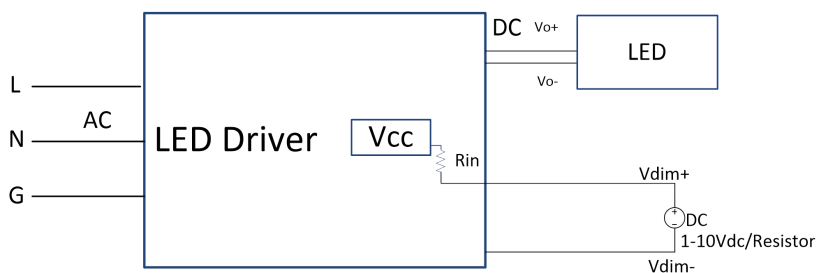 DC Vo+
LED
Vo-
L
AC
N
LED Driver
Vcc
Rin
G
Vdim+
+
-
DC
1-10Vdc/Resistor
Vdim-